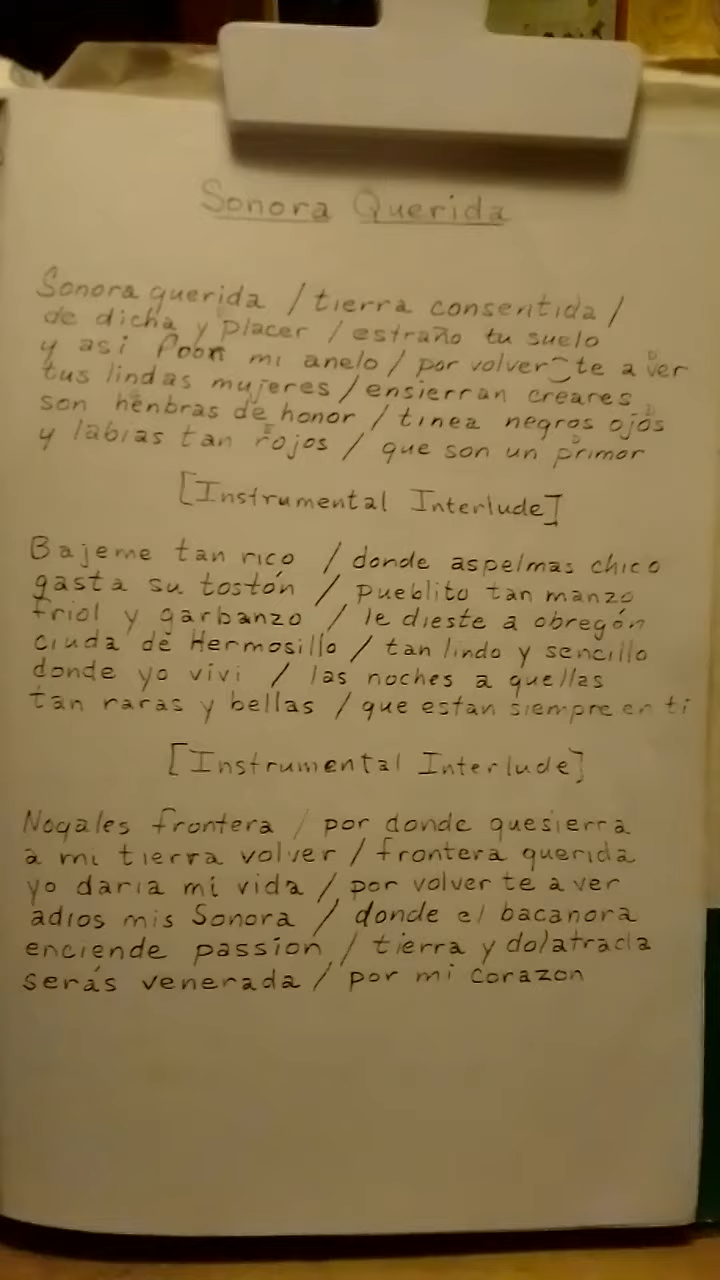 Sonora Querida
Sonora querida / tierra consentida /
de dicha y placer / estraño tu suelo
y asi Poon mi anelo / por volver te a ver
tus lindas mujeres / ensierran creares
son henbras de honor / tinea negros ojos
y labias tan rojos / que son un primor
[Instrumental Interlude]
Bajeme tan rico / donde aspelmas chico
gasta su tostón / pueblito tan manzo
friol y garbanzo / le dieste a obregón
ciuda de Hermosillo / tan lindo y sencillo
donde yo vivi / las noches a quellas
tan raras y bellas / que estan siempre en ti
[Instrumental Interlude]
Nogales frontera / por donde quesierra
a mi tierra volver / frontera querida
yo daria mi vida / por volver te a ver
adios mis Sonora / donde el bacanora
enciende passion / tierra y dolatracia
serás venerada / por mi corazon